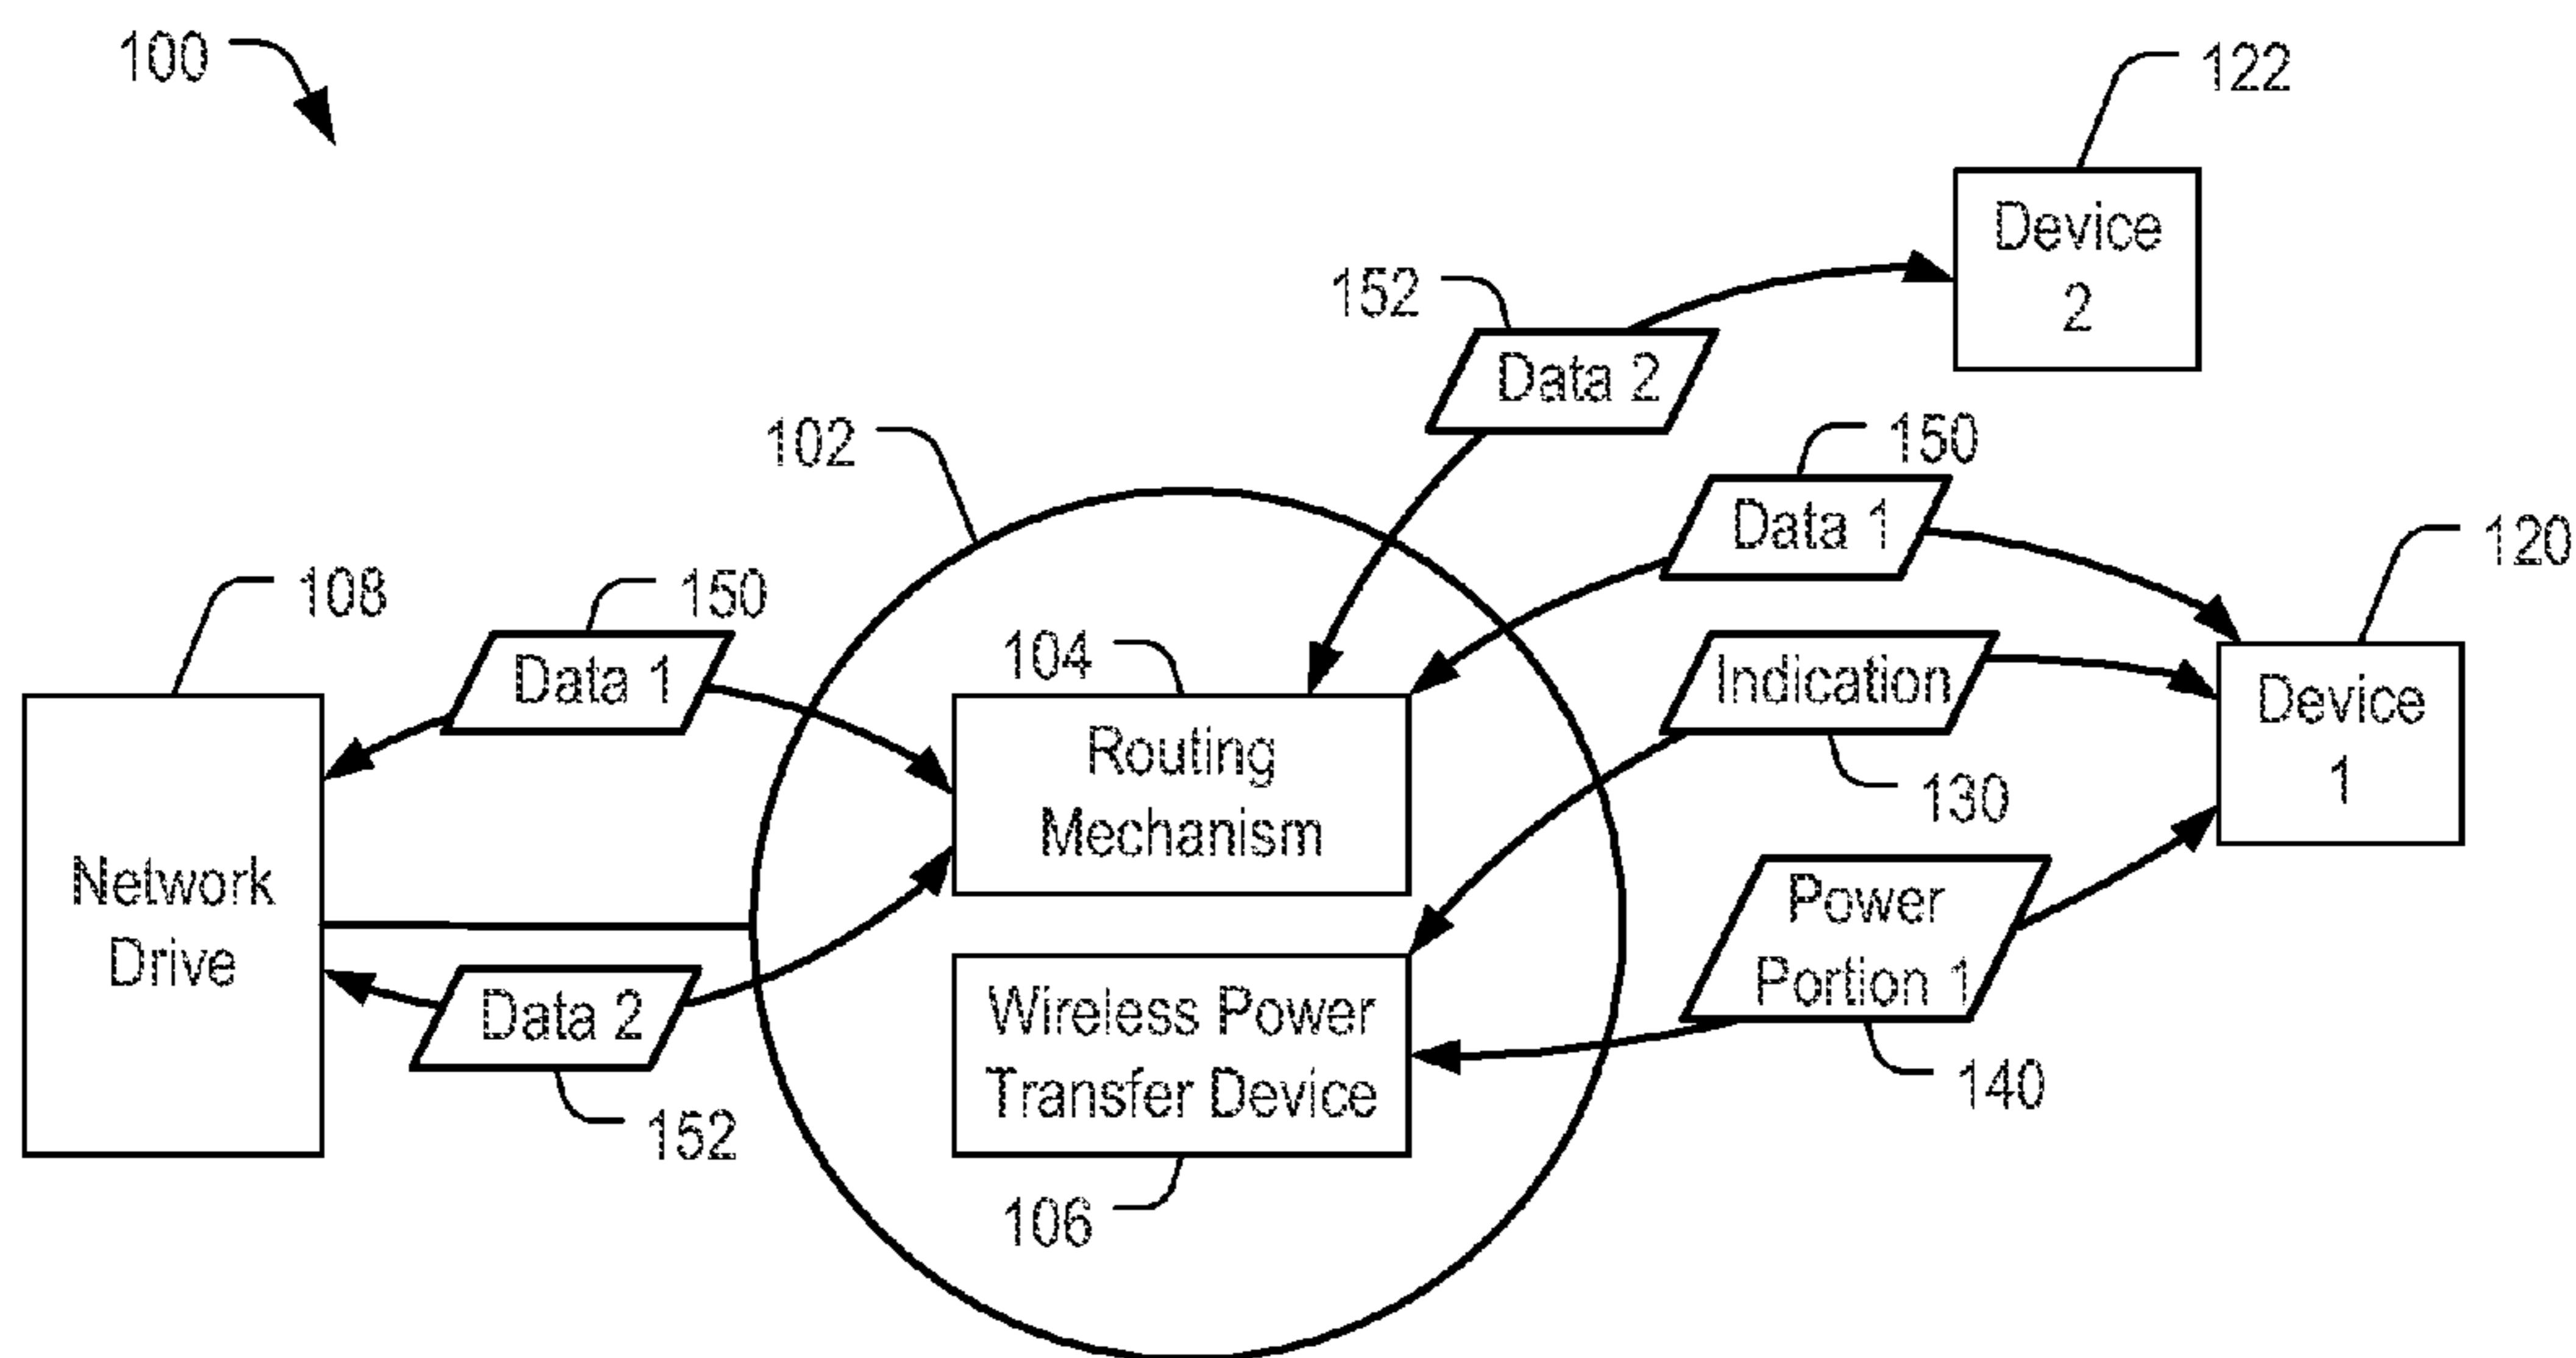 100
122
Device
2
152
Data 2
150
Data 1
102
120
Device
1
108
150
Data 1
104
Routing
Mechanism
Indication
130
Network
Drive
Data 2
152
Wireless Power
Transfer Device
106
Power
Portion 1
140